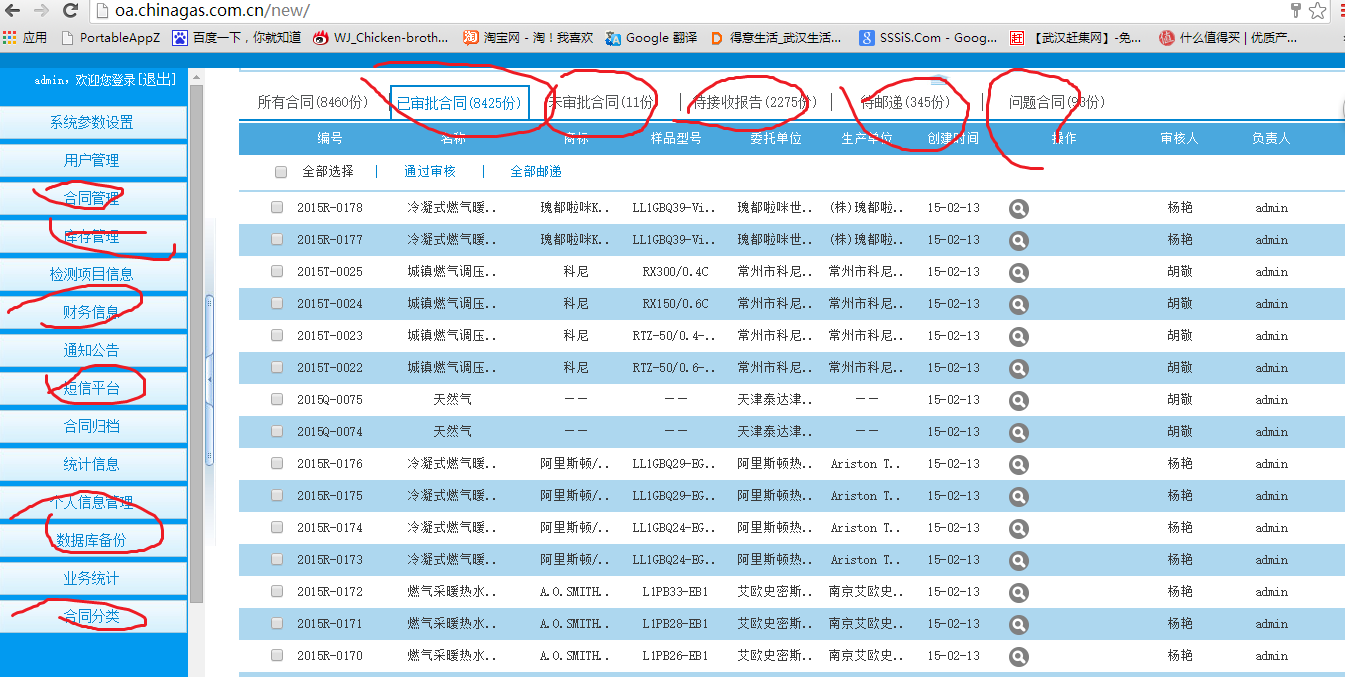 oa.chinagas.com.cn/new/
应用 PortableAppZ 百度一下，你就知道 WJ_Chicken-broth... 淘宝网 - 淘！我喜欢 Google 翻译 得意生活_武汉生活... SSSiS.Com - Goog... 【武汉赶集网】-免... 什么值得买 | 优质产...
admin，欢迎您登录[退出]
系统参数设置
用户管理
合同管理
库存管理
检测项目信息
财务信息
通知公告
短信平台
合同归档
统计信息
个人信息管理
数据库备份
业务统计
合同分类
所有合同(8460份) 已审批合同(8425份) 未审批合同(11份) | 待接收报告(2275份) | 待邮递(345份) | 问题合同(98份)
编号 名称 商标 样品型号 委托单位 生产单位 创建时间 操作 审核人 负责人
全部选择 | 通过审核 | 全部邮递
2015R-0178 冷凝式燃气暖.. 瑰都啦咪K.. LL1GBQ39-Vi.. 瑰都啦咪世.. (株)瑰都啦.. 15-02-13 杨艳 admin
2015R-0177 冷凝式燃气暖.. 瑰都啦咪K.. LL1GBQ39-Vi.. 瑰都啦咪世.. (株)瑰都啦.. 15-02-13 杨艳 admin
2015T-0025 城镇燃气调压.. 科尼 RX300/0.4C 常州市科尼.. 常州市科尼.. 15-02-13 胡敬 admin
2015T-0024 城镇燃气调压.. 科尼 RX150/0.6C 常州市科尼.. 常州市科尼.. 15-02-13 胡敬 admin
2015T-0023 城镇燃气调压.. 科尼 RTZ-50/0.4-.. 常州市科尼.. 常州市科尼.. 15-02-13 胡敬 admin
2015T-0022 城镇燃气调压.. 科尼 RTZ-50/0.6-.. 常州市科尼.. 常州市科尼.. 15-02-13 胡敬 admin
2015Q-0075 天然气 —— —— 天津泰达津.. —— 15-02-13 胡敬 admin
2015Q-0074 天然气 —— —— 天津泰达津.. —— 15-02-13 胡敬 admin
2015R-0176 冷凝式燃气暖.. 阿里斯顿/.. LL1GBQ29-EG.. 阿里斯顿热.. Ariston T.. 15-02-13 杨艳 admin
2015R-0175 冷凝式燃气暖.. 阿里斯顿/.. LL1GBQ29-EG.. 阿里斯顿热.. Ariston T.. 15-02-13 杨艳 admin
2015R-0174 冷凝式燃气暖.. 阿里斯顿/.. LL1GBQ24-EG.. 阿里斯顿热.. Ariston T.. 15-02-13 杨艳 admin
2015R-0173 冷凝式燃气暖.. 阿里斯顿/.. LL1GBQ24-EG.. 阿里斯顿热.. Ariston T.. 15-02-13 杨艳 admin
2015R-0172 燃气采暖热水.. A.O.SMITH.. L1PB33-EB1 艾欧史密斯.. 南京艾欧史.. 15-02-13 杨艳 admin
2015R-0171 燃气采暖热水.. A.O.SMITH.. L1PB28-EB1 艾欧史密斯.. 南京艾欧史.. 15-02-13 杨艳 admin
2015R-0170 燃气采暖热水.. A.O.SMITH.. L1PB26-EB1 艾欧史密斯.. 南京艾欧史.. 15-02-13 杨艳 admin